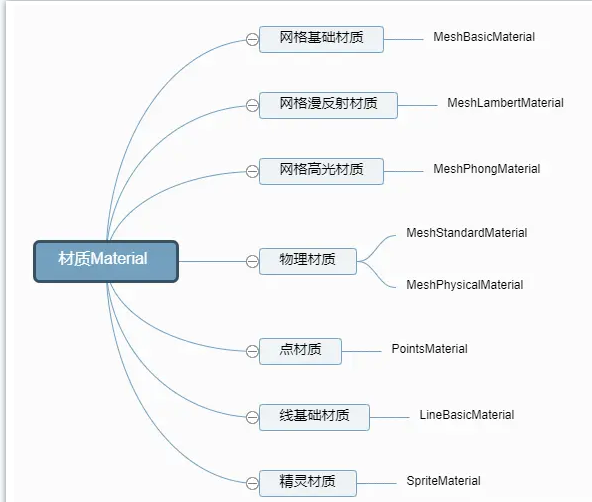 网格基础材质
MeshBasicMaterial
网格漫反射材质
MeshLambertMaterial
网格高光材质
MeshPhongMaterial
材质Material
物理材质
MeshStandardMaterial
MeshPhysicalMaterial
点材质
PointsMaterial
线基础材质
LineBasicMaterial
精灵材质
SpriteMaterial